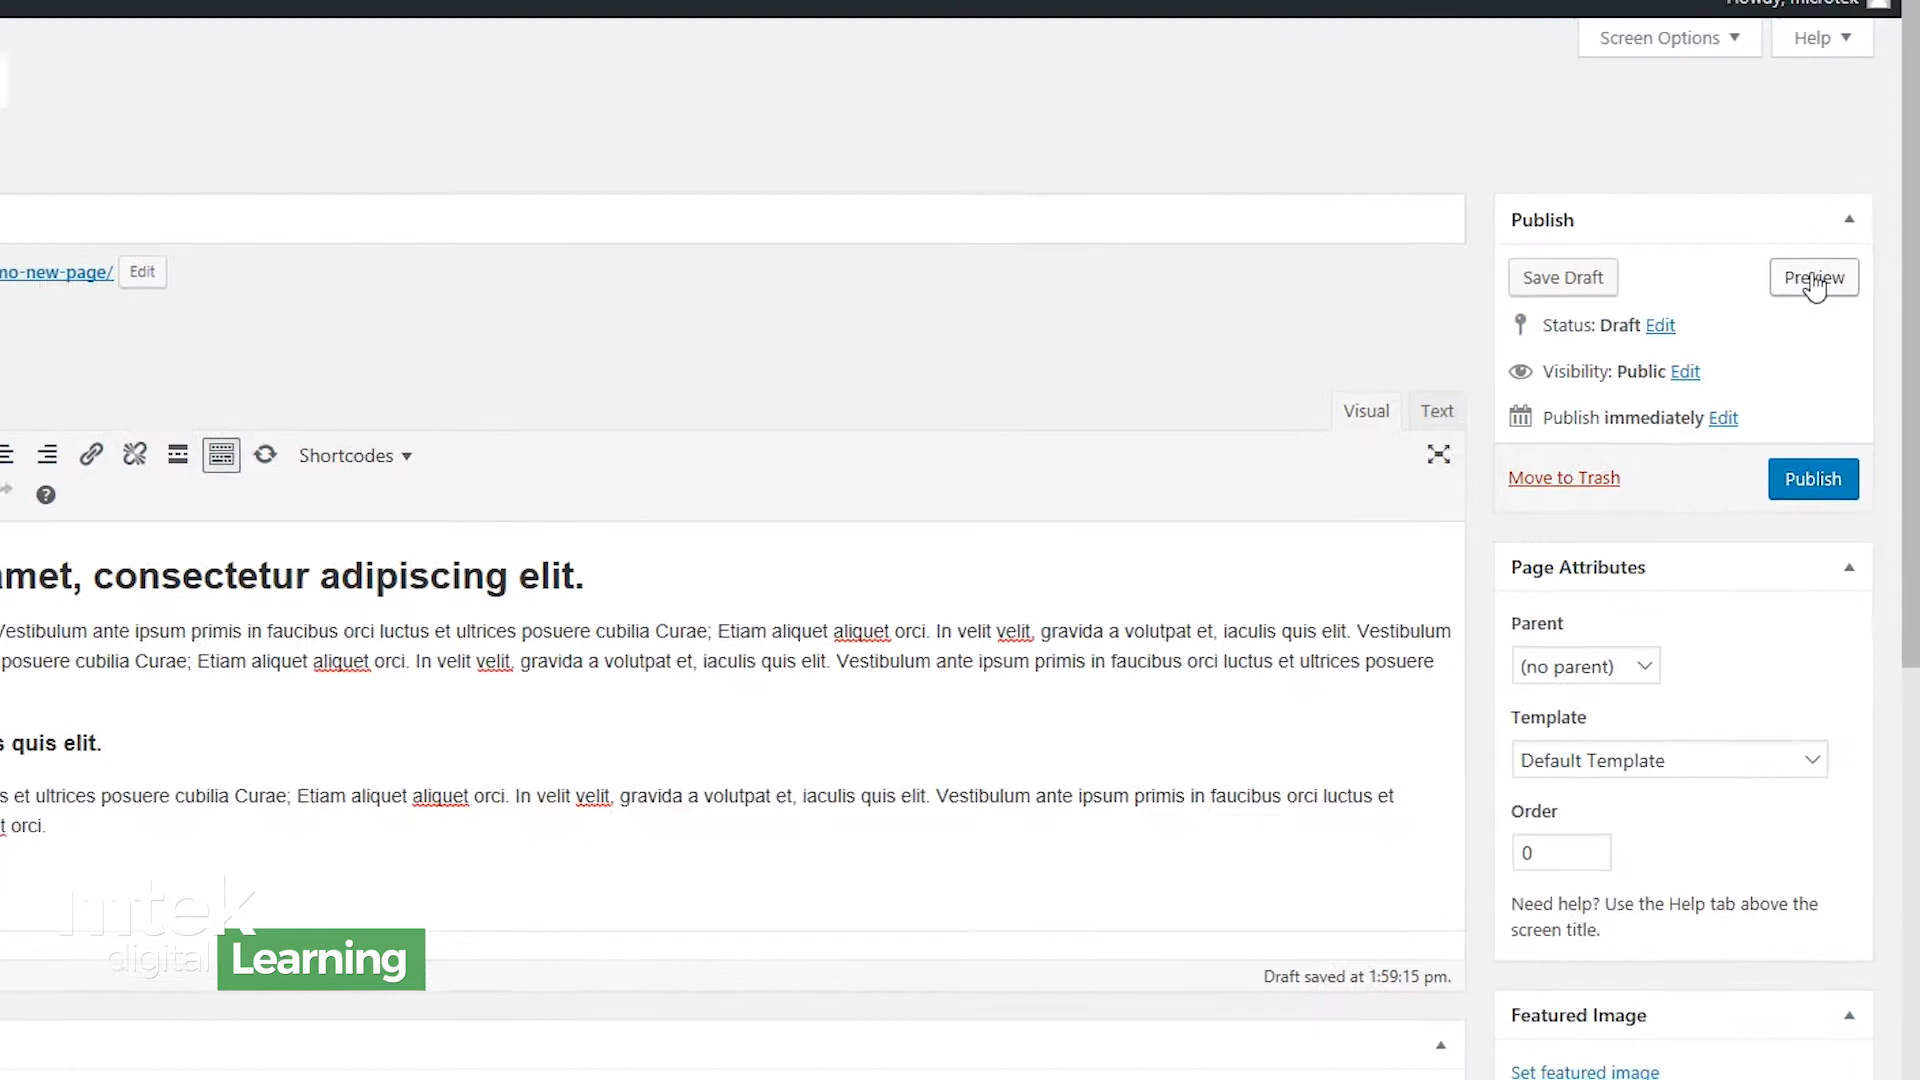 Howdy, microtek
Screen Options
Help
Publish
mo-new-page/ Edit
Save Draft Preview
Status: Draft Edit
Visibility: Public Edit
Publish immediately Edit
Move to Trash Publish
Visual Text
Shortcodes
amet, consectetur adipiscing elit.
Vestibulum ante ipsum primis in faucibus orci luctus et ultrices posuere cubilia Curae; Etiam aliquet aliquet orci. In velit velit, gravida a volutpat et, iaculis quis elit. Vestibulum
posuere cubilia Curae; Etiam aliquet aliquet orci. In velit velit, gravida a volutpat et, iaculis quis elit. Vestibulum ante ipsum primis in faucibus orci luctus et ultrices posuere
s quis elit.
s et ultrices posuere cubilia Curae; Etiam aliquet aliquet orci. In velit velit, gravida a volutpat et, iaculis quis elit. Vestibulum ante ipsum primis in faucibus orci luctus et
t orci.
Draft saved at 1:59:15 pm.
Page Attributes
Parent
(no parent)
Template
Default Template
Order
0
Need help? Use the Help tab above the
screen title.
Featured Image
Set featured image
mtek
digital Learning